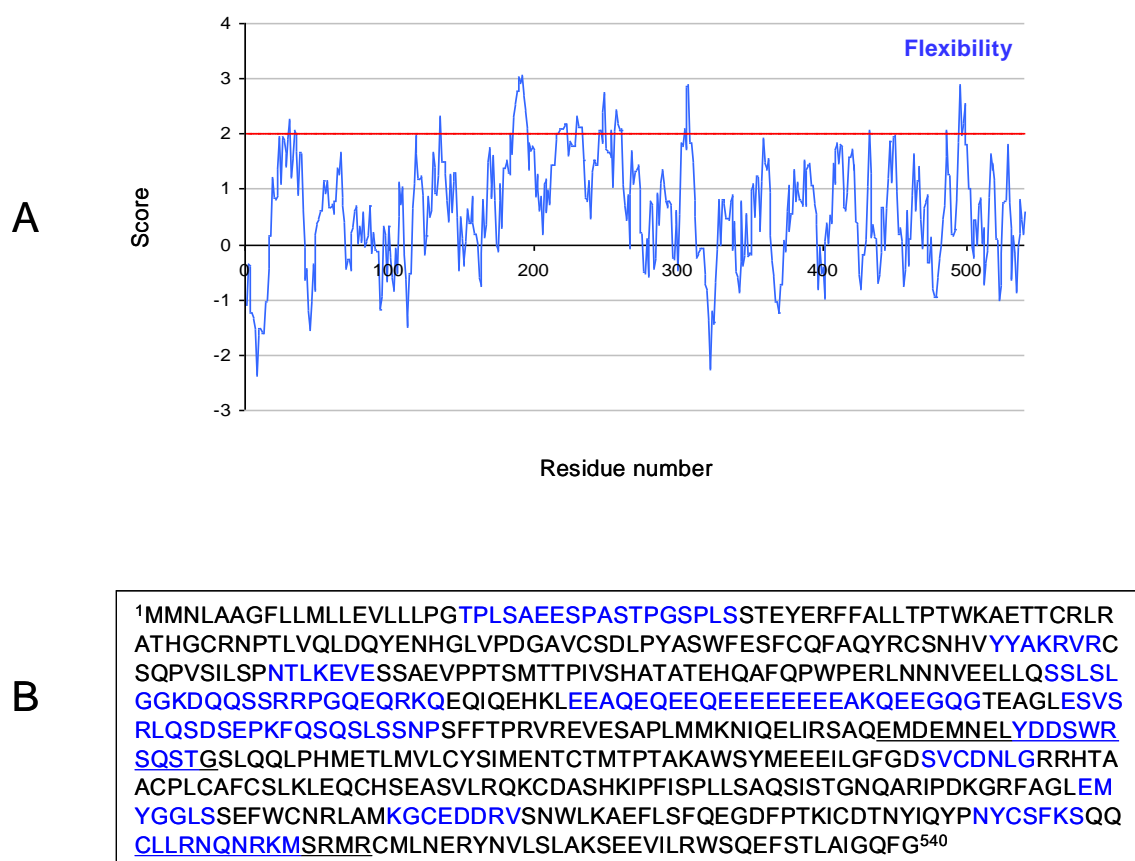 4
Flexibility
3
2
1
0
-1
-2
-3
0 100 200 300 400 500
A
Score
Residue number
B
¹MMNLAAGFLLMLLEVLLLPGTPLSAEESPASTPGSPLSSTEYERFFALLTPTWKAETTCRLR
ATHGCRNPTLVQLDQYENHGLVPDGAVCSDLPYASWFESFCQFAQYRCSNHVYYAKRVRC
SQPVSILSPNTLKEVESSAEVPPTSMTTPIVSHATATEHQAFQPWPERLNNNVEELLQSSLSL
GGKDQQSSRRPGQEQRKQEQIQEHKLEEAQEQEEQEEEEEEEEAKQEEGQGTEAGLESVS
RLQSDSEPKFQSQSLSSNPSFFTPRVREVESAPLMMKNIQELIRSAQEMDEMNELYDDSWR
SQSTGSLQQLPHMETLMVLCYSIMENTCTMTPTAKAWSYMEEEILGFGDSVCDNLGRRHTA
ACPLCAFCSLKLEQCHSEASVLRQKCDASHKIPFISPLLSAQSISTGNQARIPDKGRFAGLEM
YGGLSSEFWCNRLAMKGCEDDRVSNWLKAEFLSFQEGDFPTKICDTNYIQYPNYCSFKSQQ
CLLRNQNRKMSRMRCMLNERYNVLSLAKSEEVILRWSQEFSTLAIGQFG⁵⁴⁰